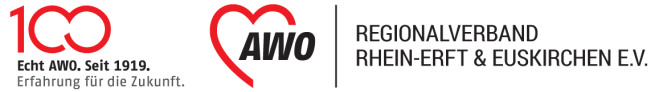 100
Echt AWO. Seit 1919.
Erfahrung für die Zukunft.
AWO
REGIONALVERBAND
RHEIN-ERFT & EUSKIRCHEN E.V.